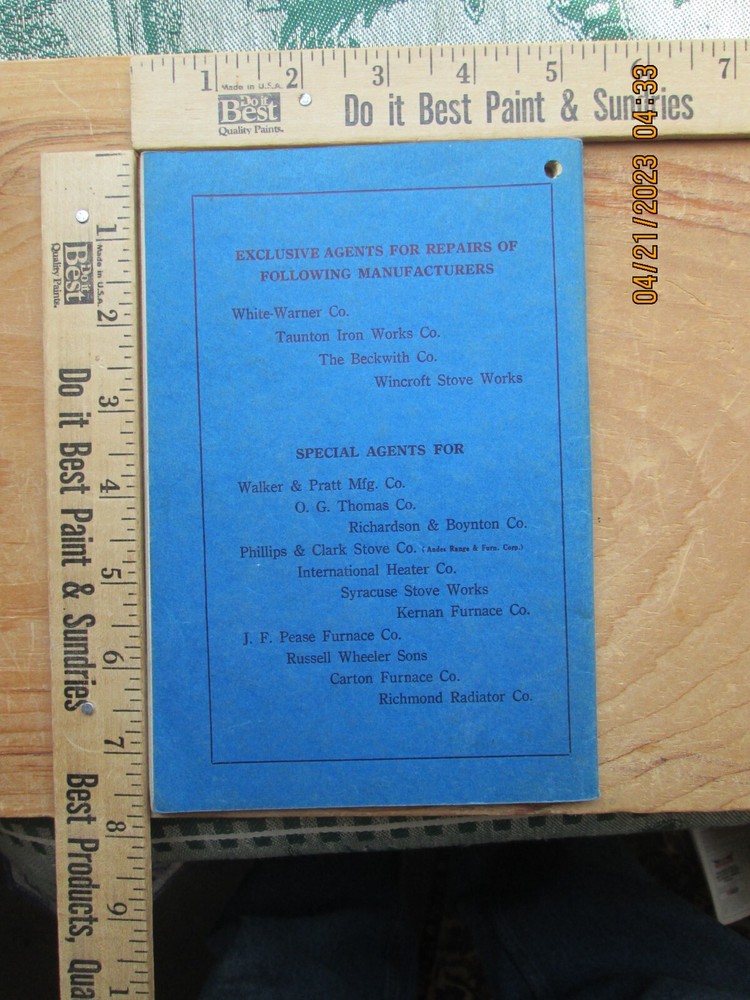 1 2 3 4 5 6 7
Made in U.S.A.
Do it
Best
Quality Paints.
Do it Best Paint & Sundries
04/21/2023 04:33
1 2 3 4 5 6 7 8 9 1
Made in U.S.A.
Do it
Best
Quality Paints.
Do it Best Paint & Sundries
Best Products, Qua
EXCLUSIVE AGENTS FOR REPAIRS OF
FOLLOWING MANUFACTURERS
White-Warner Co.
Taunton Iron Works Co.
The Beckwith Co.
Wincroft Stove Works
SPECIAL AGENTS FOR
Walker & Pratt Mfg. Co.
O. G. Thomas Co.
Richardson & Boynton Co.
Phillips & Clark Stove Co. (Andes Range & Furn. Corp.)
International Heater Co.
Syracuse Stove Works
Kernan Furnace Co.
J. F. Pease Furnace Co.
Russell Wheeler Sons
Carton Furnace Co.
Richmond Radiator Co.